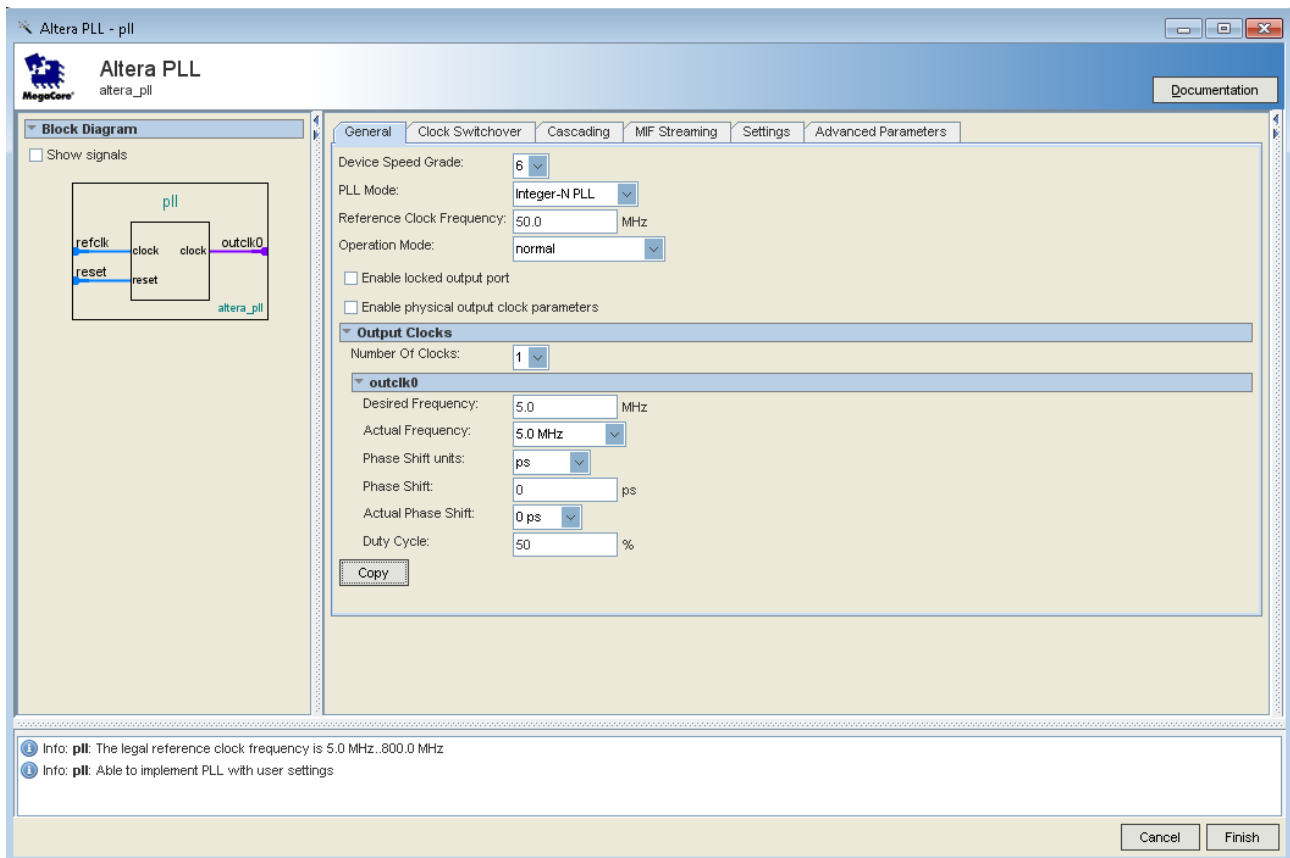 Altera PLL - pll
MegaCore®
Altera PLL
altera_pll
Documentation
Block Diagram
Show signals
pll
refclk
clock
clock
outclk0
reset
reset
altera_pll
General Clock Switchover Cascading MIF Streaming Settings Advanced Parameters
Device Speed Grade: 6
PLL Mode: Integer-N PLL
Reference Clock Frequency: 50.0 MHz
Operation Mode: normal
Enable locked output port
Enable physical output clock parameters
Output Clocks
Number Of Clocks: 1
outclk0
Desired Frequency: 5.0 MHz
Actual Frequency: 5.0 MHz
Phase Shift units: ps
Phase Shift: 0 ps
Actual Phase Shift: 0 ps
Duty Cycle: 50 %
Copy
Info: pll: The legal reference clock frequency is 5.0 MHz..800.0 MHz
Info: pll: Able to implement PLL with user settings
Cancel Finish